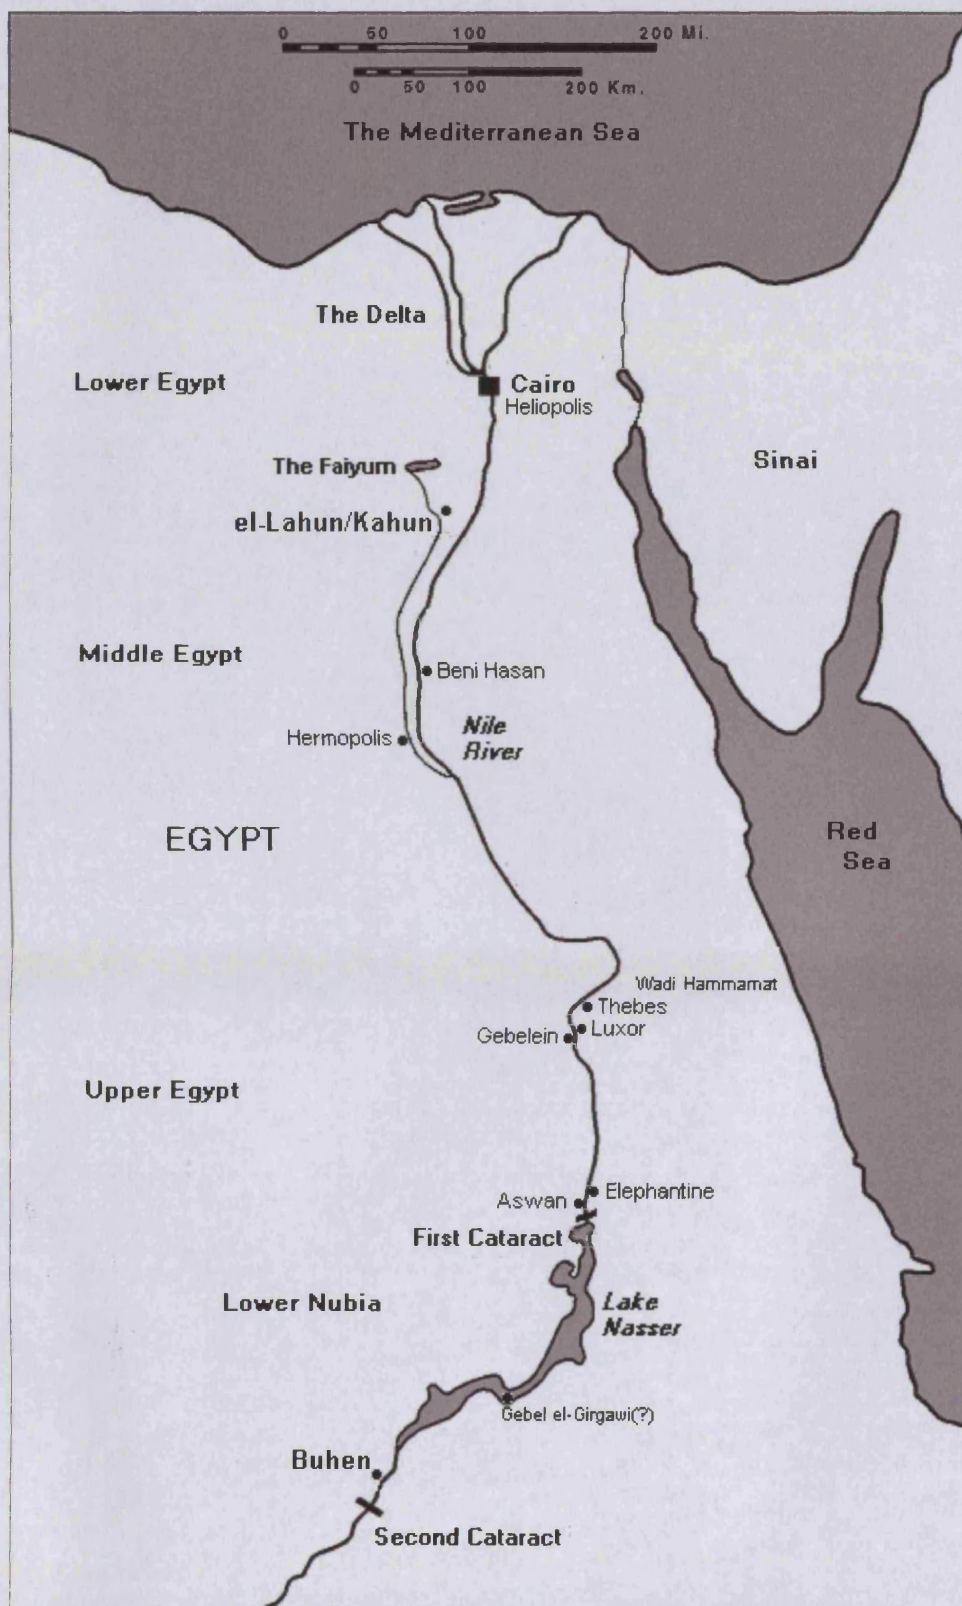 0 50 100 200 Mi.
0 50 100 200 Km.
The Mediterranean Sea
The Delta
Lower Egypt
Cairo
Heliopolis
Sinai
The Faiyum
el-Lahun/Kahun
Middle Egypt
Beni Hasan
Hermopolis
Nile
River
EGYPT
Red
Sea
Wadi Hammamat
Thebes
Luxor
Gebelein
Upper Egypt
Elephantine
Aswan
First Cataract
Lower Nubia
Lake
Nasser
Gebel el-Girgawi(?)
Buhen
Second Cataract